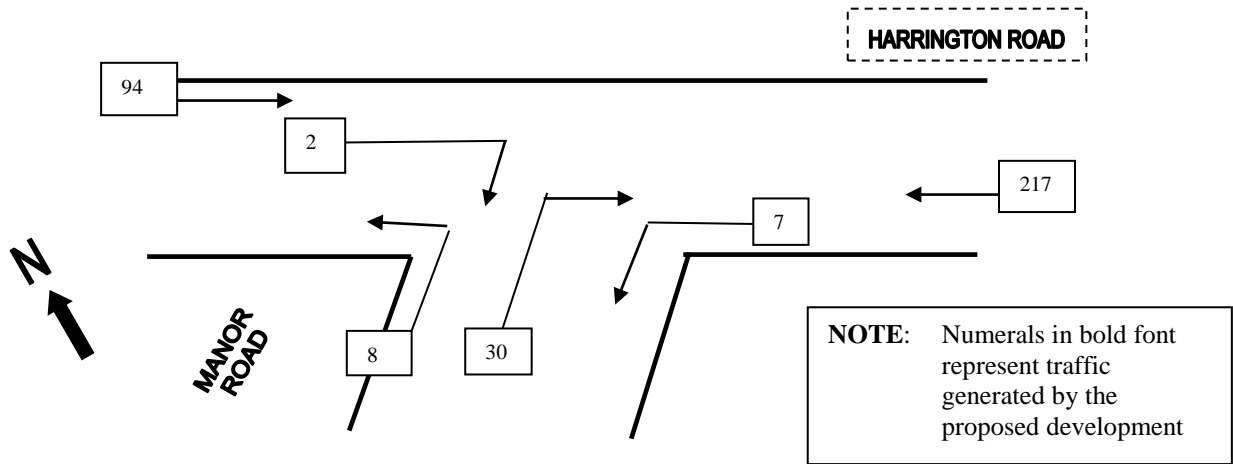 HARRINGTON ROAD
94
2
217
7
N
MANOR
ROAD
8
30
NOTE: Numerals in bold font
represent traffic
generated by the
proposed development